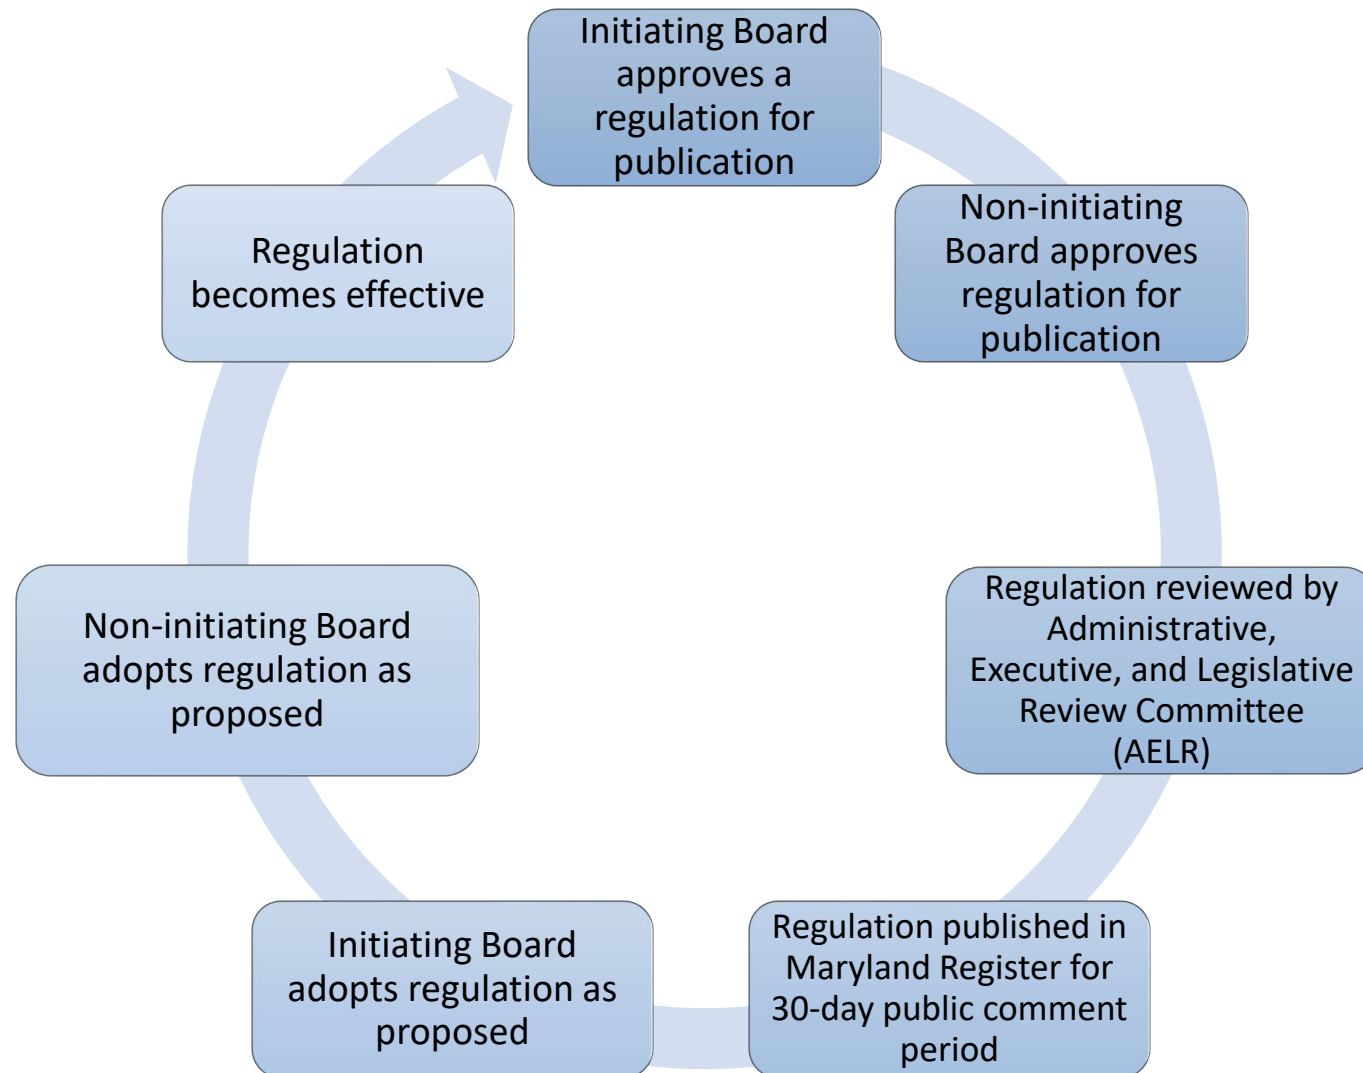 Initiating Board
approves a
regulation for
publication
Non-initiating
Board approves
regulation for
publication
Regulation reviewed by
Administrative,
Executive, and Legislative
Review Committee
(AELR)
Regulation published in
Maryland Register for
30-day public comment
period
Initiating Board
adopts regulation as
proposed
Non-initiating Board
adopts regulation as
proposed
Regulation
becomes effective